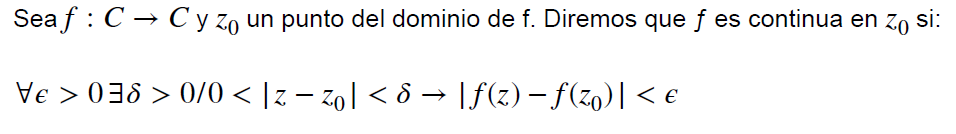 Sea f : C → C y z₀ un punto del dominio de f. Diremos que f es continua en z₀ si:
∀ϵ > 0 ∃δ > 0/0 < |z − z₀| < δ → |f(z) − f(z₀)| < ϵ